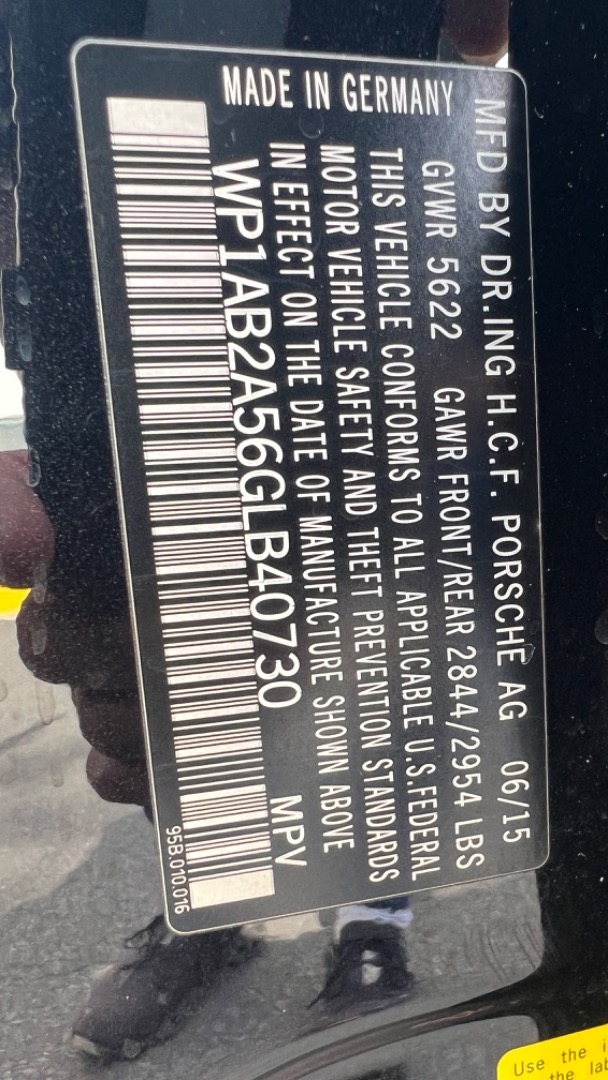 MFD BY DR.ING H.C.F. PORSCHE AG 06/15
GVWR 5622 GAWR FRONT/REAR 2844/2954 LBS
THIS VEHICLE CONFORMS TO ALL APPLICABLE U.S.FEDERAL
MOTOR VEHICLE SAFETY AND THEFT PREVENTION STANDARDS
IN EFFECT ON THE DATE OF MANUFACTURE SHOWN ABOVE
WP1AB2A56GLB40730 MPV
95B.010.016
MADE IN GERMANY
Use the
the